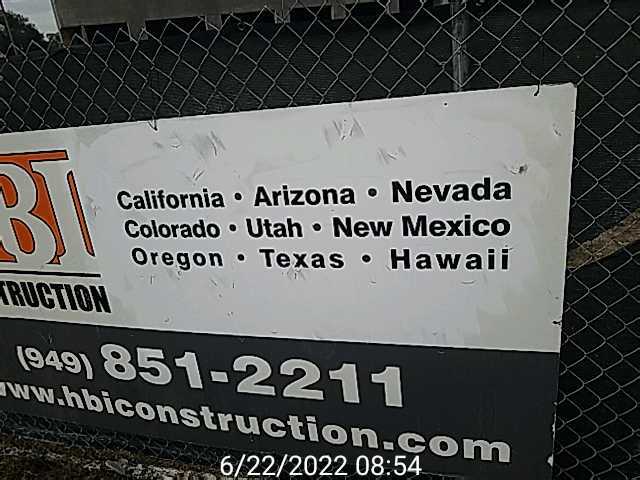 BI
TRUCTION
California • Arizona • Nevada
Colorado • Utah • New Mexico
Oregon • Texas • Hawaii
(949) 851-2211
www.hbiconstruction.com
6/22/2022 08:54